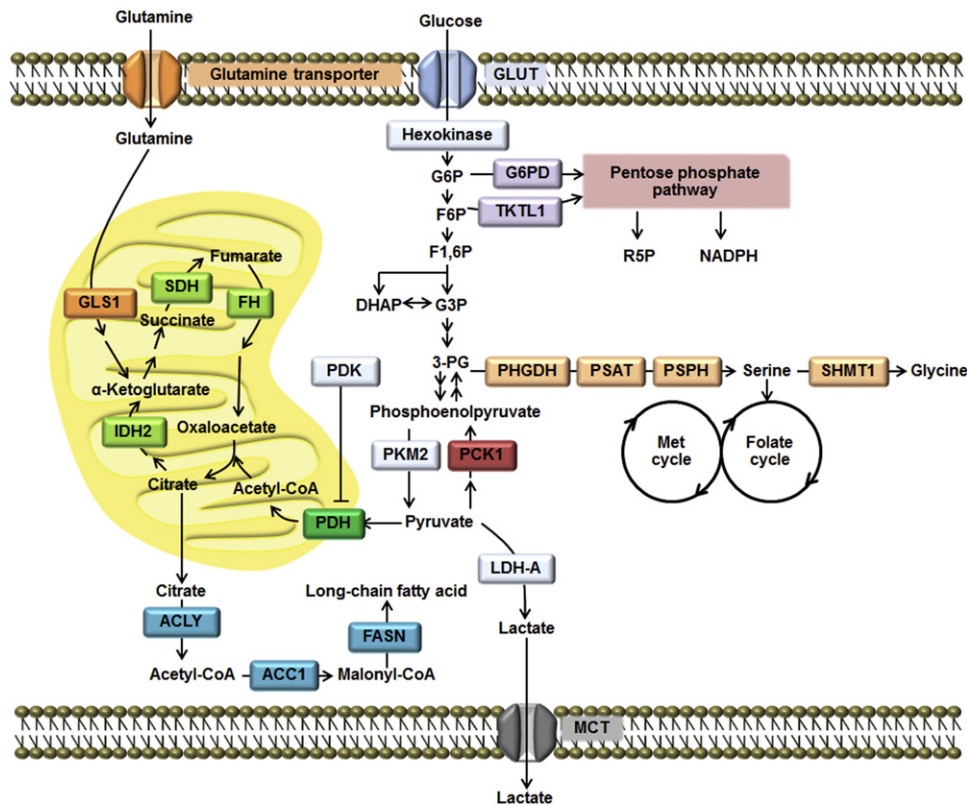 Glutamine
Glucose
Glutamine transporter
GLUT
Glutamine
Hexokinase
G6P
G6PD
Pentose phosphate
pathway
F6P
TKTL1
F1,6P
R5P
NADPH
Fumarate
SDH
FH
GLS1
Succinate
DHAP
G3P
α-Ketoglutarate
PDK
3-PG
PHGDH
PSAT
PSPH
Serine
SHMT1
Glycine
IDH2
Oxaloacetate
Phosphoenolpyruvate
PKM2
PCK1
Met
cycle
Folate
cycle
Citrate
Acetyl-CoA
PDH
Pyruvate
LDH-A
Citrate
Long-chain fatty acid
ACLY
FASN
Lactate
Acetyl-CoA
ACC1
Malonyl-CoA
MCT
Lactate